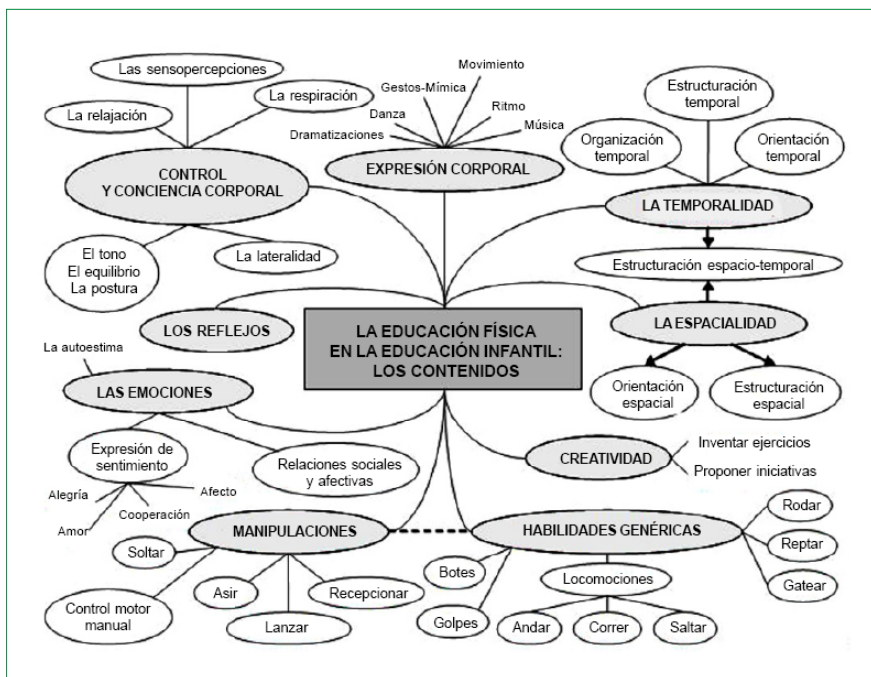 Las sensopercepciones
La respiración
La relajación
CONTROL
Y CONCIENCIA CORPORAL
El tono
El equilibrio
La postura
La lateralidad
Movimiento
Gestos-Mímica
Danza
Ritmo
Dramatizaciones
Música
EXPRESIÓN CORPORAL
Estructuración
temporal
Organización
temporal
Orientación
temporal
LA TEMPORALIDAD
Estructuración espacio-temporal
LA ESPACIALIDAD
Orientación
espacial
Estructuración
espacial
LOS REFLEJOS
LA EDUCACIÓN FÍSICA
EN LA EDUCACIÓN INFANTIL:
LOS CONTENIDOS
La autoestima
LAS EMOCIONES
Expresión de
sentimiento
Relaciones sociales
y afectivas
Alegría
Afecto
Cooperación
Amor
CREATIVIDAD
Inventar ejercicios
Proponer iniciativas
MANIPULACIONES
Soltar
Control motor
manual
Asir
Recepcionar
Lanzar
HABILIDADES GENÉRICAS
Rodar
Reptar
Gatear
Botes
Locomociones
Golpes
Andar
Correr
Saltar